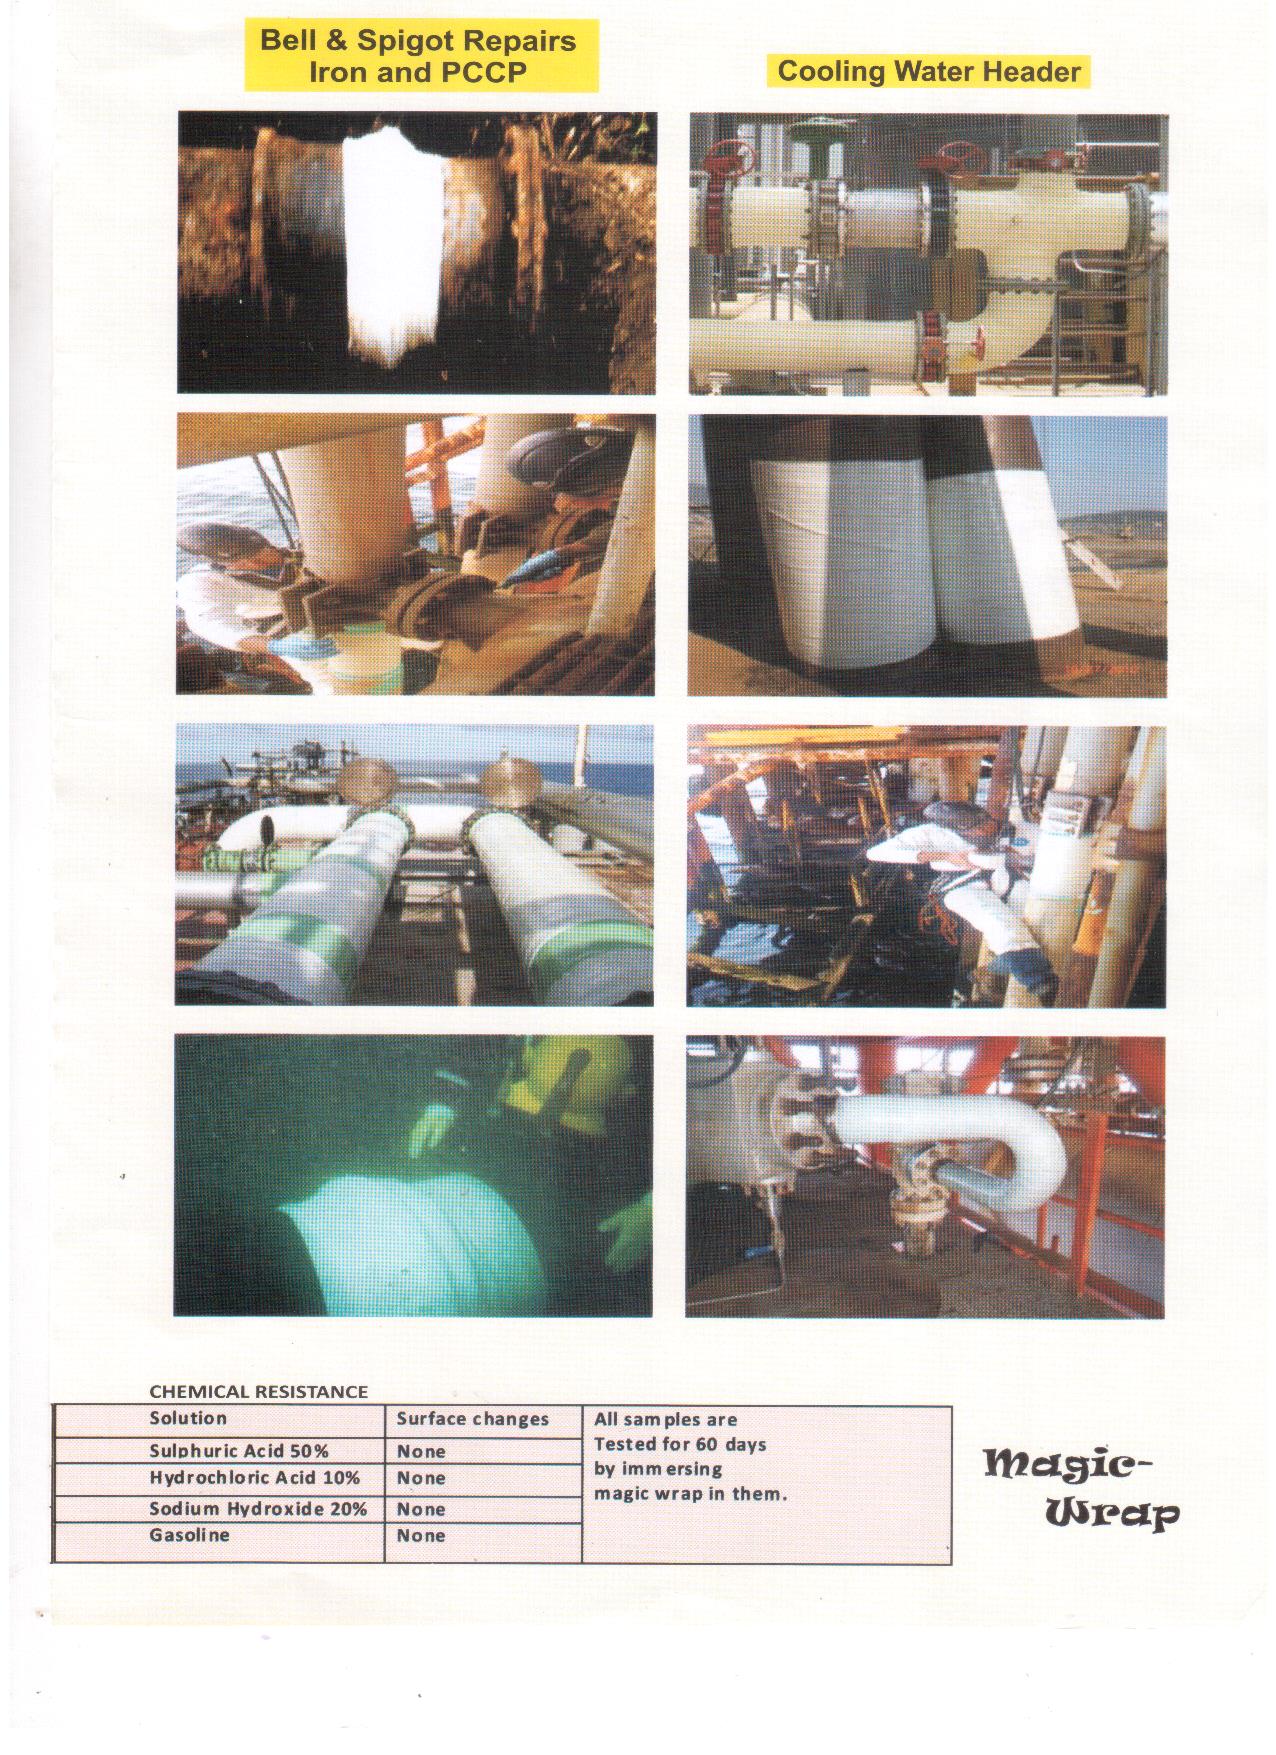 Bell & Spigot Repairs
Iron and PCCP
Cooling Water Header
CHEMICAL RESISTANCE
Solution
Surface changes
All samples are
Tested for 60 days
by immersing
magic wrap in them.
Sulphuric Acid 50%
None
Hydrochloric Acid 10%
None
Sodium Hydroxide 20%
None
Gasoline
None
Magic-
Wrap